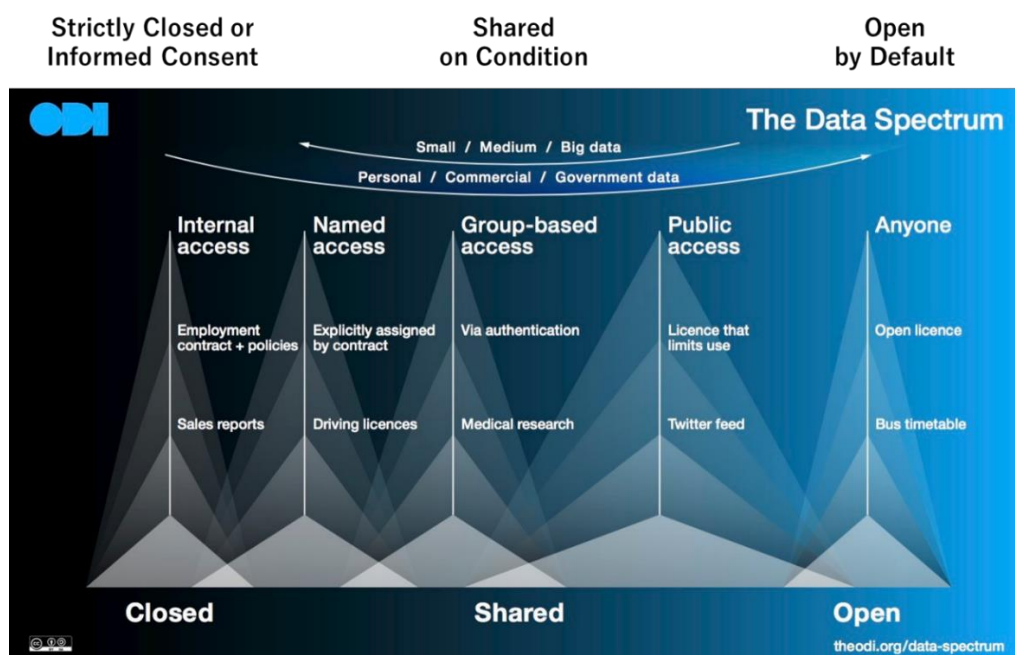 Strictly Closed or
Informed Consent
Shared
on Condition
Open
by Default
ODI
The Data Spectrum
Small / Medium / Big data
Personal / Commercial / Government data
Internal
access
Named
access
Group-based
access
Public
access
Anyone
Employment
contract + policies
Explicitly assigned
by contract
Via authentication
Licence that
limits use
Open licence
Sales reports
Driving licences
Medical research
Twitter feed
Bus timetable
Closed
Shared
Open
theodi.org/data-spectrum